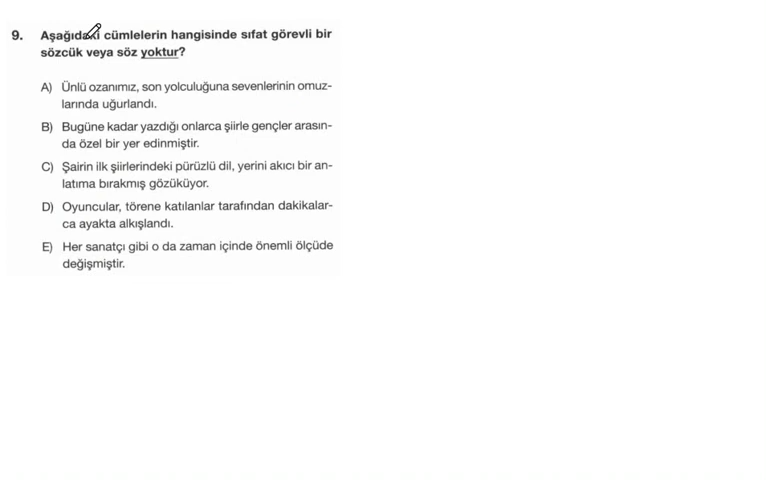 9. Aşağıdaki cümlelerin hangisinde sıfat görevli bir
sözcük veya söz yoktur?
A) Ünlü ozanımız, son yolculuğuna sevenlerinin omuz-
larında uğurlandı.
B) Bugüne kadar yazdığı onlarca şiirle gençler arasın-
da özel bir yer edinmiştir.
C) Şairin ilk şiirlerindeki pürüzlü dil, yerini akıcı bir an-
latıma bırakmış gözüküyor.
D) Oyuncular, törene katılanlar tarafından dakikalar-
ca ayakta alkışlandı.
E) Her sanatçı gibi o da zaman içinde önemli ölçüde
değişmiştir.